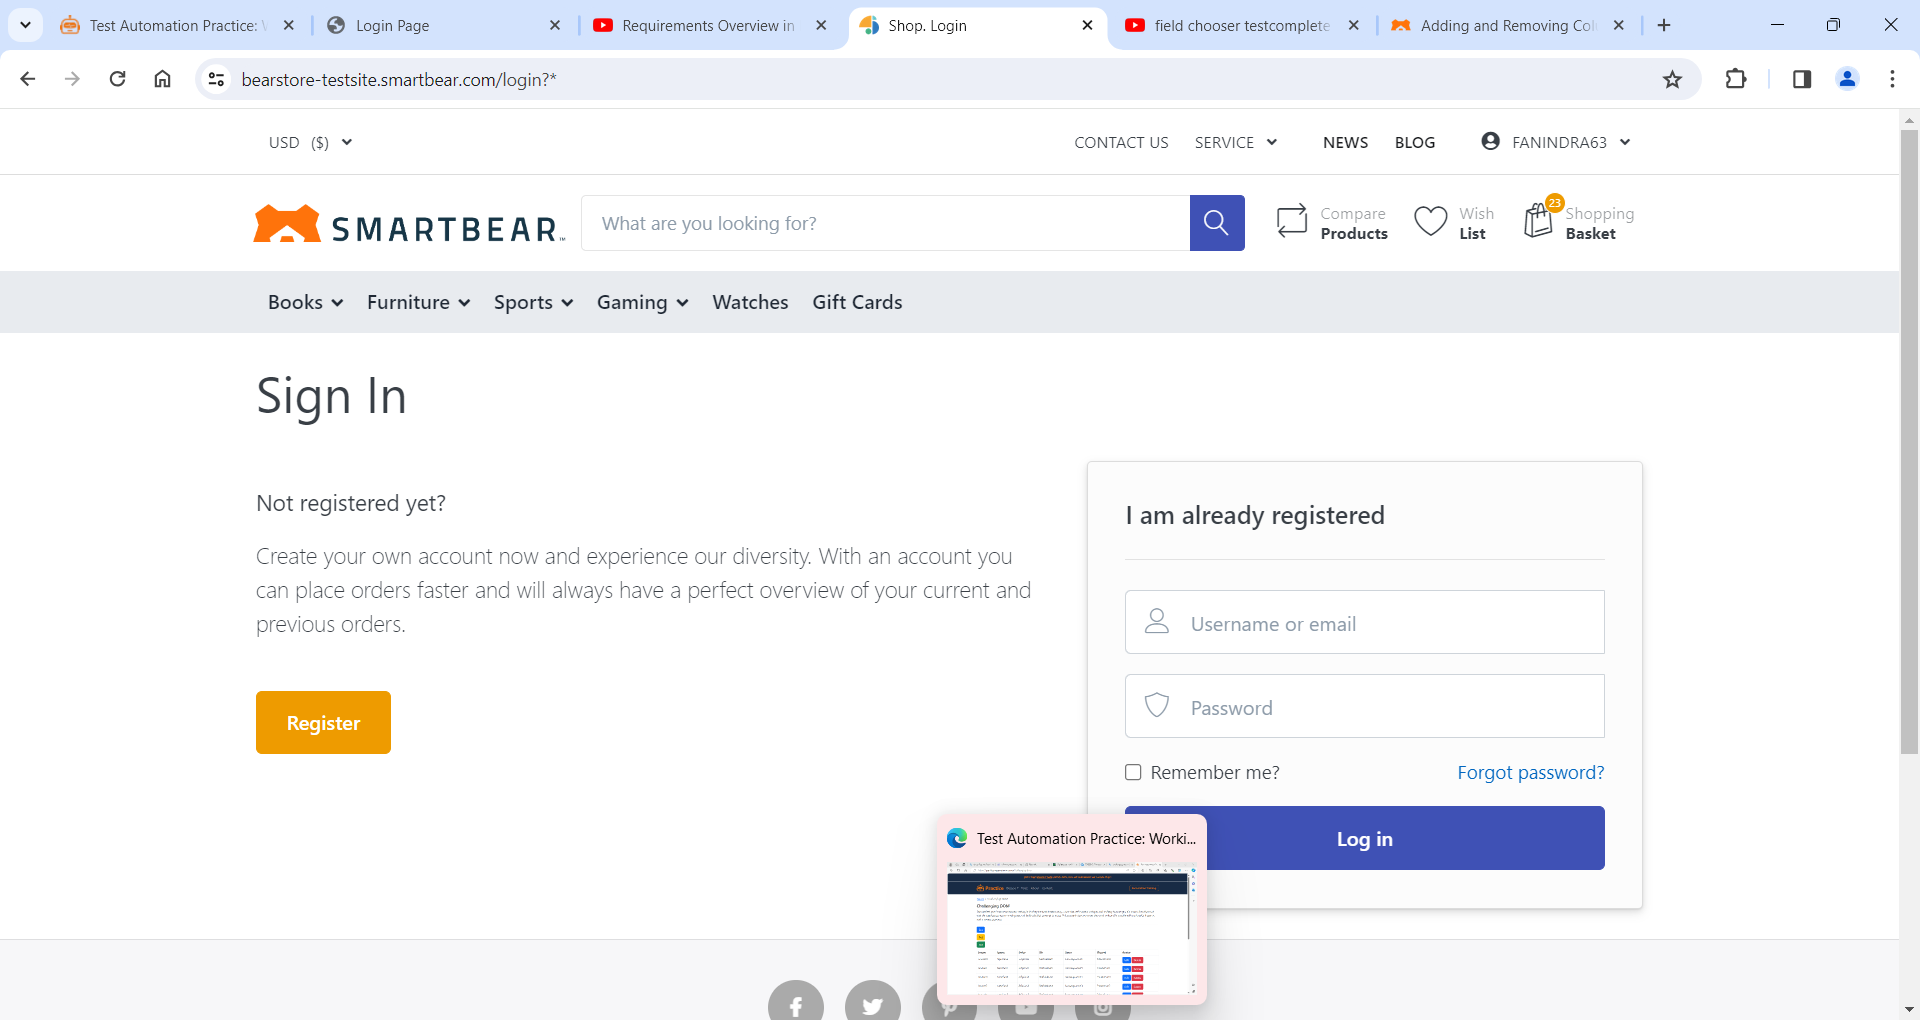 Test Automation Practice: V
Login Page
Requirements Overview in
Shop. Login
field chooser testcomplete
Adding and Removing Col
bearstore-testsite.smartbear.com/login?*
USD ($)
CONTACT US SERVICE NEWS BLOG FANINDRA63
SMARTBEAR
What are you looking for?
Compare
Products
Wish
List
23
Shopping
Basket
Books Furniture Sports Gaming Watches Gift Cards
Sign In
Not registered yet?
Create your own account now and experience our diversity. With an account you
can place orders faster and will always have a perfect overview of your current and
previous orders.
Register
I am already registered
Username or email
Password
Remember me? Forgot password?
Log in
Test Automation Practice: Worki...
Practice
Challenging DOM